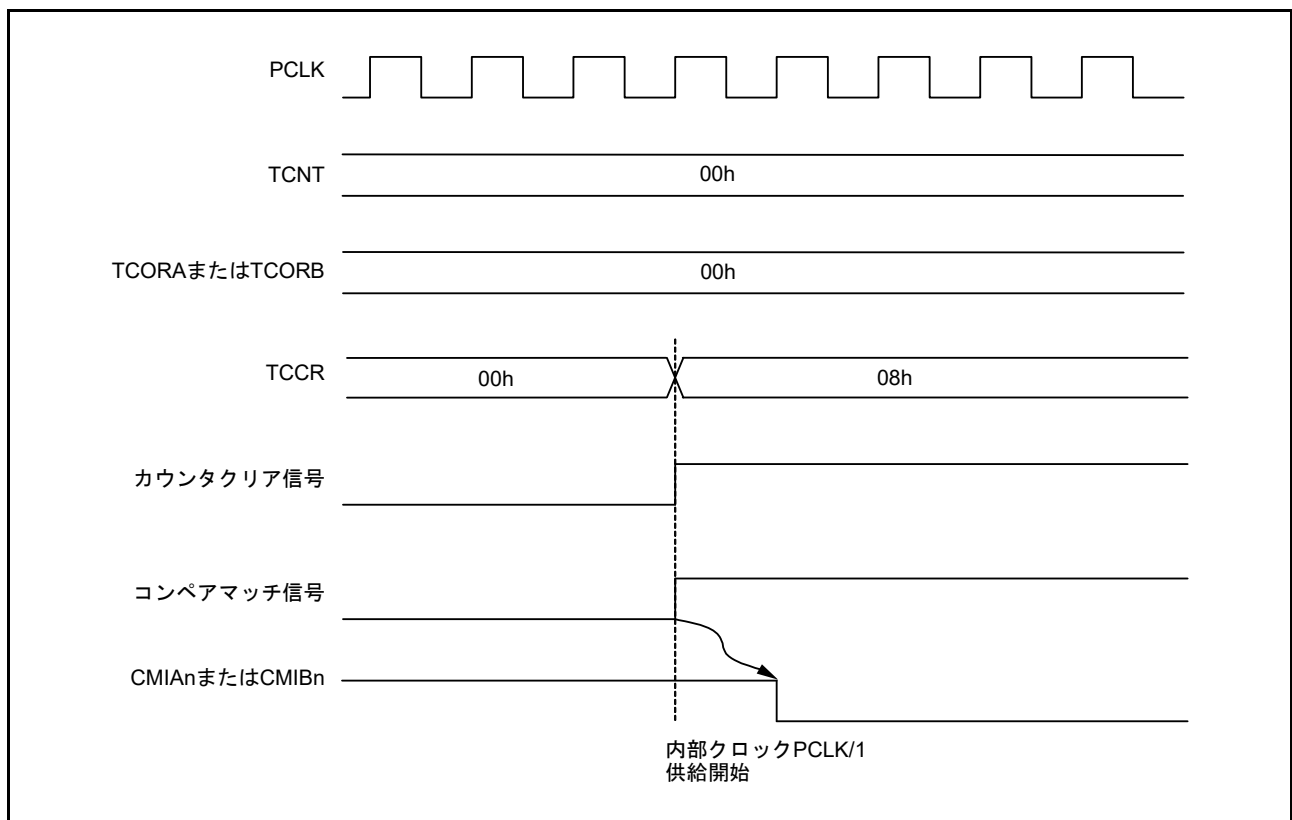 PCLK
TCNT
00h
TCORAまたはTCORB
00h
TCCR
00h
08h
カウンタクリア信号
コンペアマッチ信号
CMIAnまたはCMIBn
内部クロックPCLK/1
供給開始